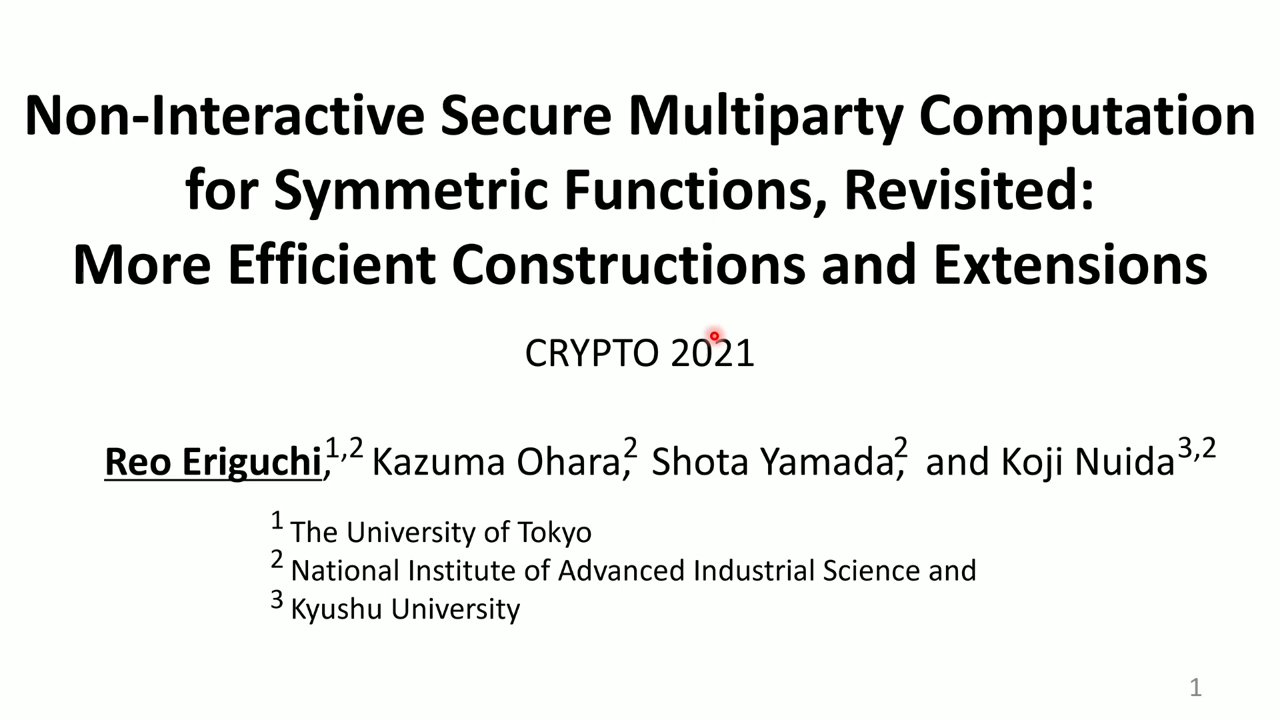 Non-Interactive Secure Multiparty Computation
for Symmetric Functions, Revisited:
More Efficient Constructions and Extensions
CRYPTO 2021
Reo Eriguchi,1,2 Kazuma Ohara,2 Shota Yamada,2 and Koji Nuida3,2
1 The University of Tokyo
2 National Institute of Advanced Industrial Science and
3 Kyushu University
1